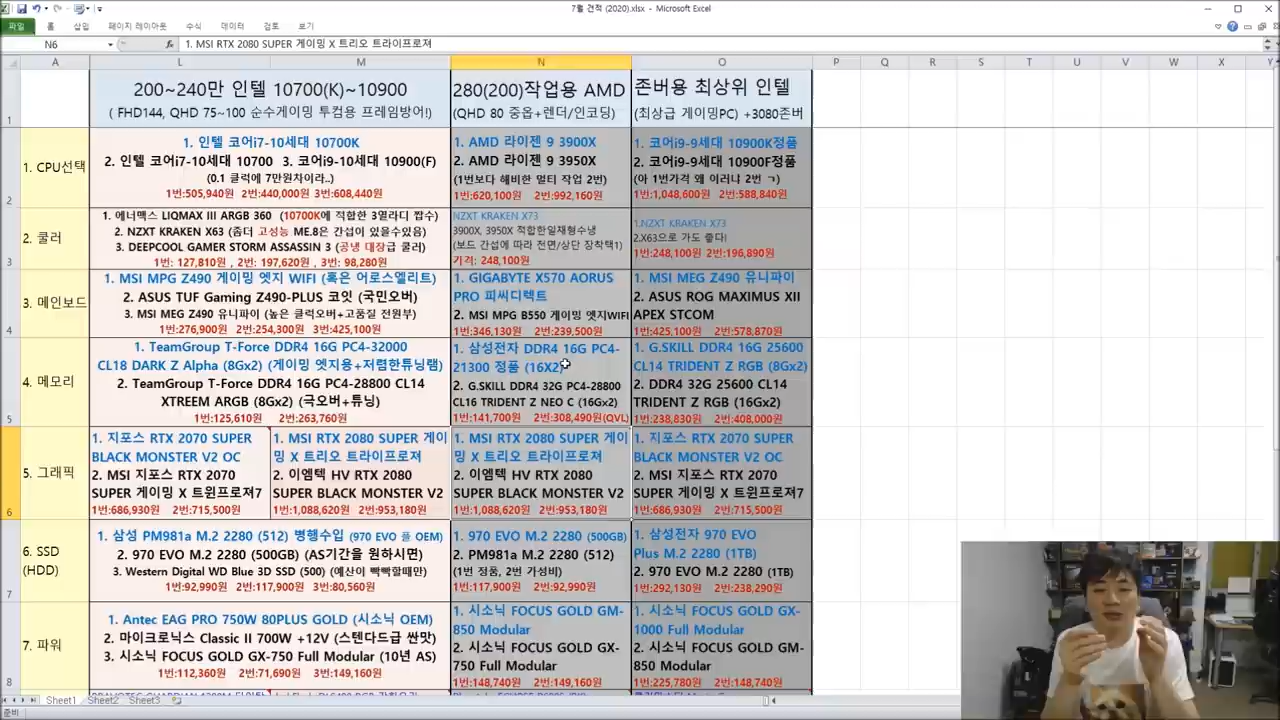 7월 견적 (2020).xlsx - Microsoft Excel
파일 홈 삽입 페이지 레이아웃 수식 데이터 검토 보기
N6 fx 1. MSI RTX 2080 SUPER 게이밍 X 트리오 트라이프로져
A L M N O P Q R S T U V W X Y
1
200~240만 인텔 10700(K)~10900
( FHD144, QHD 75~100 순수게이밍 투컴용 프레임방어!)
280(200)작업용 AMD
(QHD 80 중옵+렌더/인코딩)
존버용 최상위 인텔
(최상급 게이밍PC) +3080존버
2
1. CPU선택
1. 인텔 코어i7-10세대 10700K
2. 인텔 코어i7-10세대 10700 3. 코어i9-10세대 10900(F)
(0.1 클럭에 7만원차이라..)
1번:505,940원 2번:440,000원 3번:608,440원
1. AMD 라이젠 9 3900X
2. AMD 라이젠 9 3950X
(1번보다 해비한 멀티 작업 2번)
1번:620,100원 2번:992,160원
1. 코어i9-9세대 10900K정품
2. 코어i9-9세대 10900F정품
(아 1번가격 왜 이러냐 2번 ㄱ)
1번:1,048,600원 2번:588,840원
3
2. 쿨러
1. 에너맥스 LIQMAX III ARGB 360 (10700K에 적합한 3열라디 짭수)
2. NZXT KRAKEN X63 (좀더 고성능 ME.8은 간섭이 있을수있음)
3. DEEPCOOL GAMER STORM ASSASSIN 3 (공냉 대장급 쿨러)
1번: 127,810원 , 2번: 197,620원 , 3번: 98,280원
NZXT KRAKEN X73
3900X, 3950X 적합한일재형수냉
(보드 간섭에 따라 전면/상단 장착택1)
기격: 248,100원
1.NZXT KRAKEN X73
2.X63으로 가도 좋다!
1번:248,100원 2번:196,890원
4
3. 메인보드
1. MSI MPG Z490 게이밍 엣지 WIFI (혹은 어로스엘리트)
2. ASUS TUF Gaming Z490-PLUS 코잇 (국민오버)
3. MSI MEG Z490 유니파이 (높은 클럭오버+고품질 전원부)
1번:276,900원 2번:254,300원 3번:425,100원
1. GIGABYTE X570 AORUS
PRO 피씨디렉트
2. MSI MPG B550 게이밍 엣지WIFI
1번:346,130원 2번:239,500원
1. MSI MEG Z490 유니파이
2. ASUS ROG MAXIMUS XII
APEX STCOM
1번:425,100원 2번:578,870원
5
4. 메모리
1. TeamGroup T-Force DDR4 16G PC4-32000
CL18 DARK Z Alpha (8Gx2) (게이밍 엣지용+저렴한튜닝램)
2. TeamGroup T-Force DDR4 16G PC4-28800 CL14
XTREEM ARGB (8Gx2) (극오버+튜닝)
1번:125,610원 2번:263,760원
1. 삼성전자 DDR4 16G PC4-
21300 정품 (16X2)
2. G.SKILL DDR4 32G PC4-28800
CL16 TRIDENT Z NEO C (16Gx2)
1번:141,700원 2번:308,490원(QVL)
1. G.SKILL DDR4 16G 25600
CL14 TRIDENT Z RGB (8Gx2)
2. DDR4 32G 25600 CL14
TRIDENT Z RGB (16Gx2)
1번:238,830원 2번:408,000원
6
5. 그래픽
1. 지포스 RTX 2070 SUPER
BLACK MONSTER V2 OC
2. MSI 지포스 RTX 2070
SUPER 게이밍 X 트윈프로져7
1번:686,930원 2번:715,500원
1. MSI RTX 2080 SUPER 게이
밍 X 트리오 트라이프로져
2. 이엠텍 HV RTX 2080
SUPER BLACK MONSTER V2
1번:1,088,620원 2번:953,180원
1. MSI RTX 2080 SUPER 게이
밍 X 트리오 트라이프로져
2. 이엠텍 HV RTX 2080
SUPER BLACK MONSTER V2
1번:1,088,620원 2번:953,180원
1. 지포스 RTX 2070 SUPER
BLACK MONSTER V2 OC
2. MSI 지포스 RTX 2070
SUPER 게이밍 X 트윈프로져7
1번:686,930원 2번:715,500원
7
6. SSD
(HDD)
1. 삼성 PM981a M.2 2280 (512) 병행수입 (970 EVO 플 OEM)
2. 970 EVO M.2 2280 (500GB) (AS기간을 원하시면)
3. Western Digital WD Blue 3D SSD (500) (예산이 빡빡할때만)
1번:92,990원 2번:117,900원 3번:80,560원
1. 970 EVO M.2 2280 (500GB)
2. PM981a M.2 2280 (512)
(1번 정품, 2번 가성비)
1번:117,900원 2번:92,990원
1. 삼성전자 970 EVO
Plus M.2 2280 (1TB)
2. 970 EVO M.2 2280 (1TB)
1번:292,130원 2번:238,290원
8
7. 파워
1. Antec EAG PRO 750W 80PLUS GOLD (시소닉 OEM)
2. 마이크로닉스 Classic II 700W +12V (스텐다드급 싼맛)
3. 시소닉 FOCUS GOLD GX-750 Full Modular (10년 AS)
1번:112,360원 2번:71,690원 3번:149,160원
1. 시소닉 FOCUS GOLD GM-
850 Modular
2. 시소닉 FOCUS GOLD GX-
750 Full Modular
1번:148,740원 2번:149,160원
1. 시소닉 FOCUS GOLD GX-
1000 Full Modular
2. 시소닉 FOCUS GOLD GM-
850 Modular
1번:225,780원 2번:148,740원
Sheet1 Sheet2 Sheet3
준비